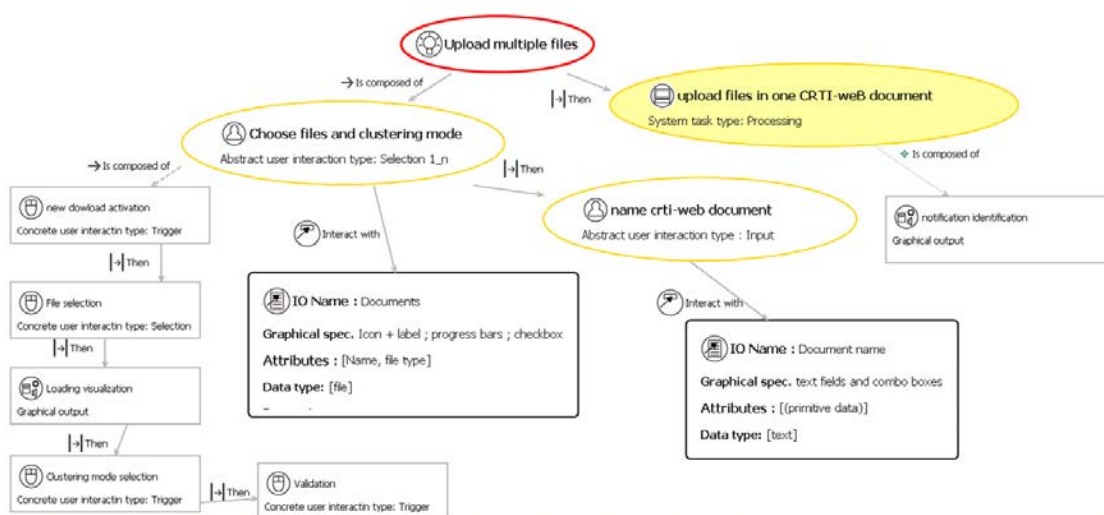 Upload multiple files
Is composed of
Then
upload files in one CRTI-weB document
System task type: Processing
Choose files and clustering mode
Abstract user interaction type: Selection 1_n
Is composed of
Then
Is composed of
new dowload activation
Concrete user interactin type: Trigger
name crti-web document
Abstract user interaction type : Input
notification identification
Graphical output
Interact with
Then
IO Name : Documents
Graphical spec. Icon + label ; progress bars ; checkbox
Attributes : [Name, file type]
Data type: [file]
File selection
Concrete user interactin type: Selection
Interact with
Then
IO Name : Document name
Graphical spec. text fields and combo boxes
Attributes : [(primitive data)]
Data type: [text]
Loading visualization
Graphical output
Then
Clustering mode selection
Concrete user interactin type: Trigger
Then
Validation
Concrete user interactin type: Trigger